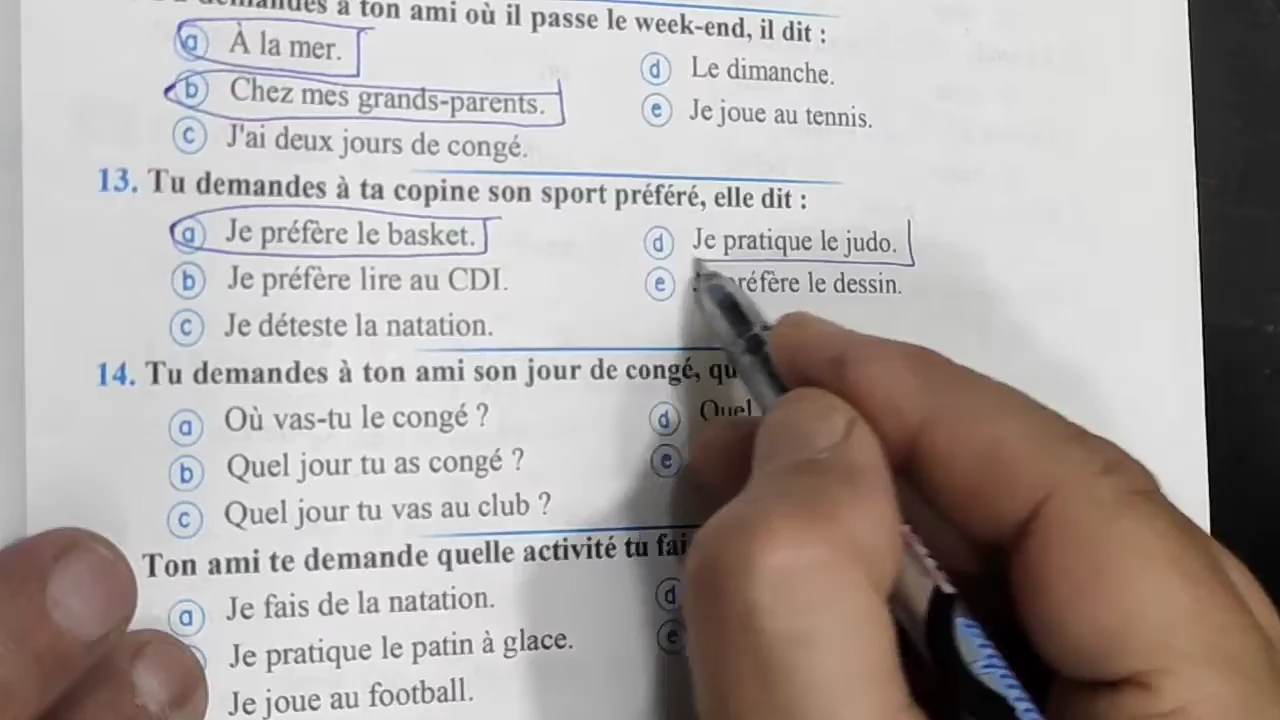 à ton ami où il passe le week-end, il dit :
a À la mer.
b Chez mes grands-parents.
c J'ai deux jours de congé.
d Le dimanche.
e Je joue au tennis.
13. Tu demandes à ta copine son sport préféré, elle dit :
a Je préfère le basket.
b Je préfère lire au CDI.
c Je déteste la natation.
d Je pratique le judo.
e préfère le dessin.
14. Tu demandes à ton ami son jour de congé,
a Où vas-tu le congé ?
b Quel jour tu as congé ?
c Quel jour tu vas au club ?
d Quel
e
Ton ami te demande quelle activité tu
a Je fais de la natation.
Je pratique le patin à glace.
Je joue au football.
d
e